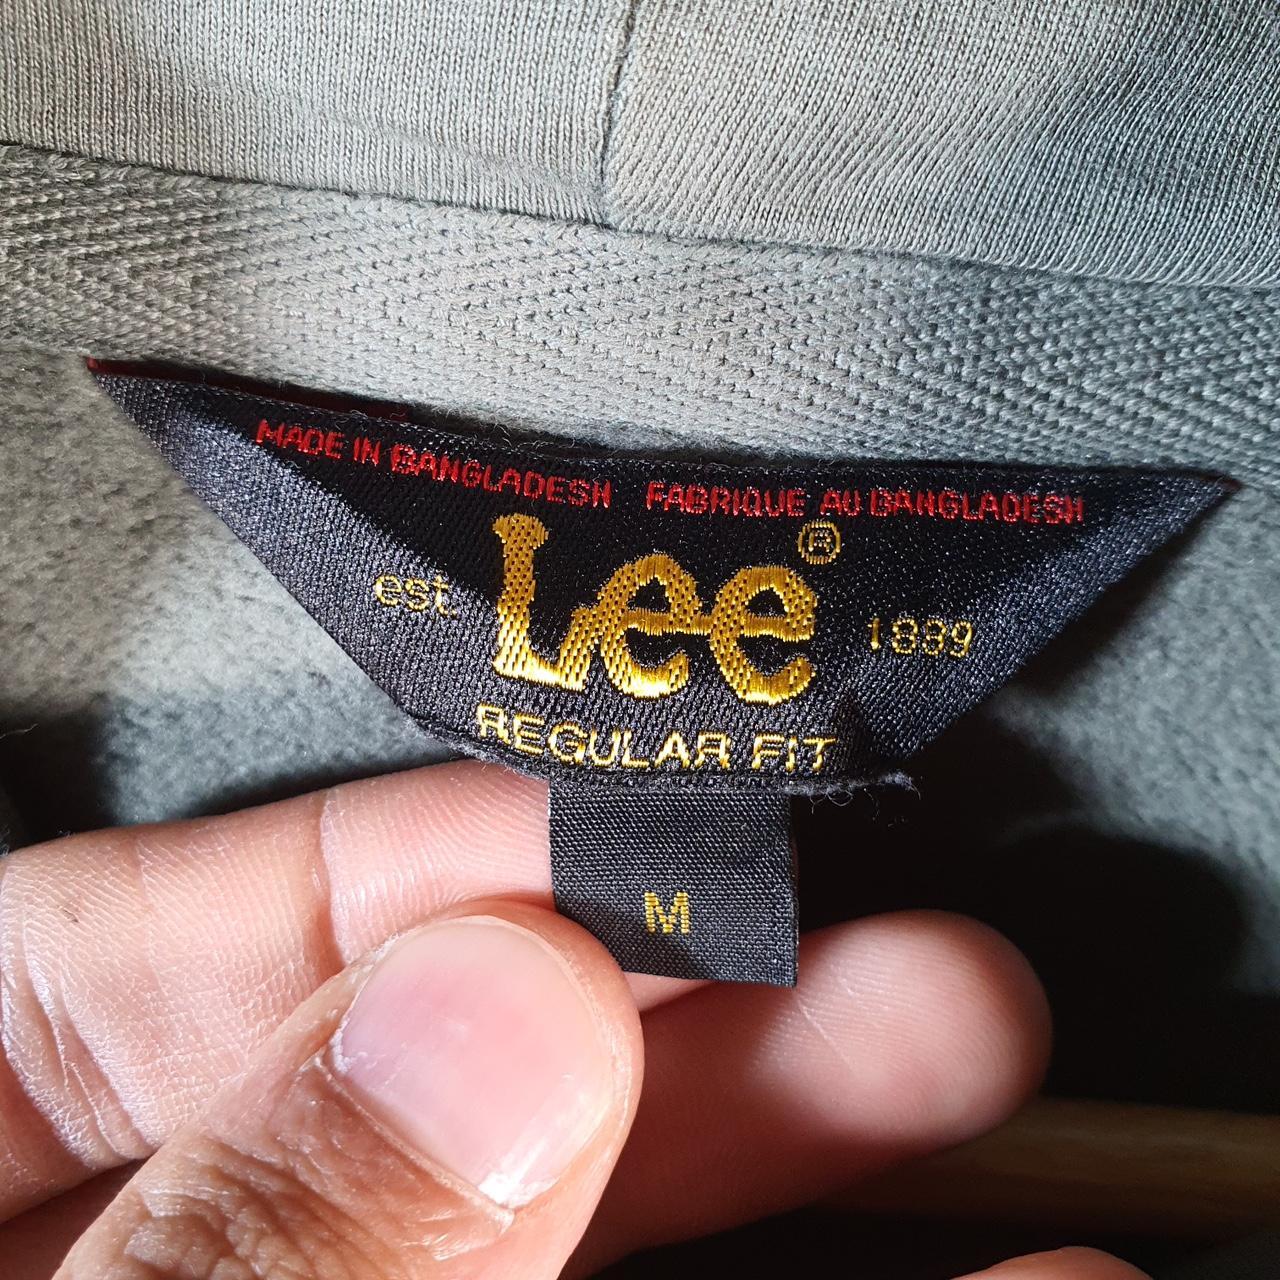 MADE IN BANGLADESH FABRIQUE AU BANGLADESH
Lee®
est. 1889
REGULAR FIT
M